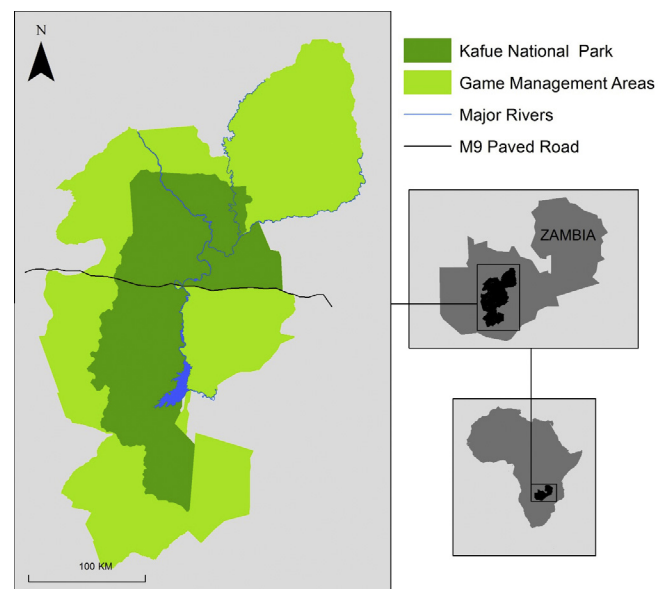 N
Kafue National Park
Game Management Areas
Major Rivers
M9 Paved Road
ZAMBIA
100 KM